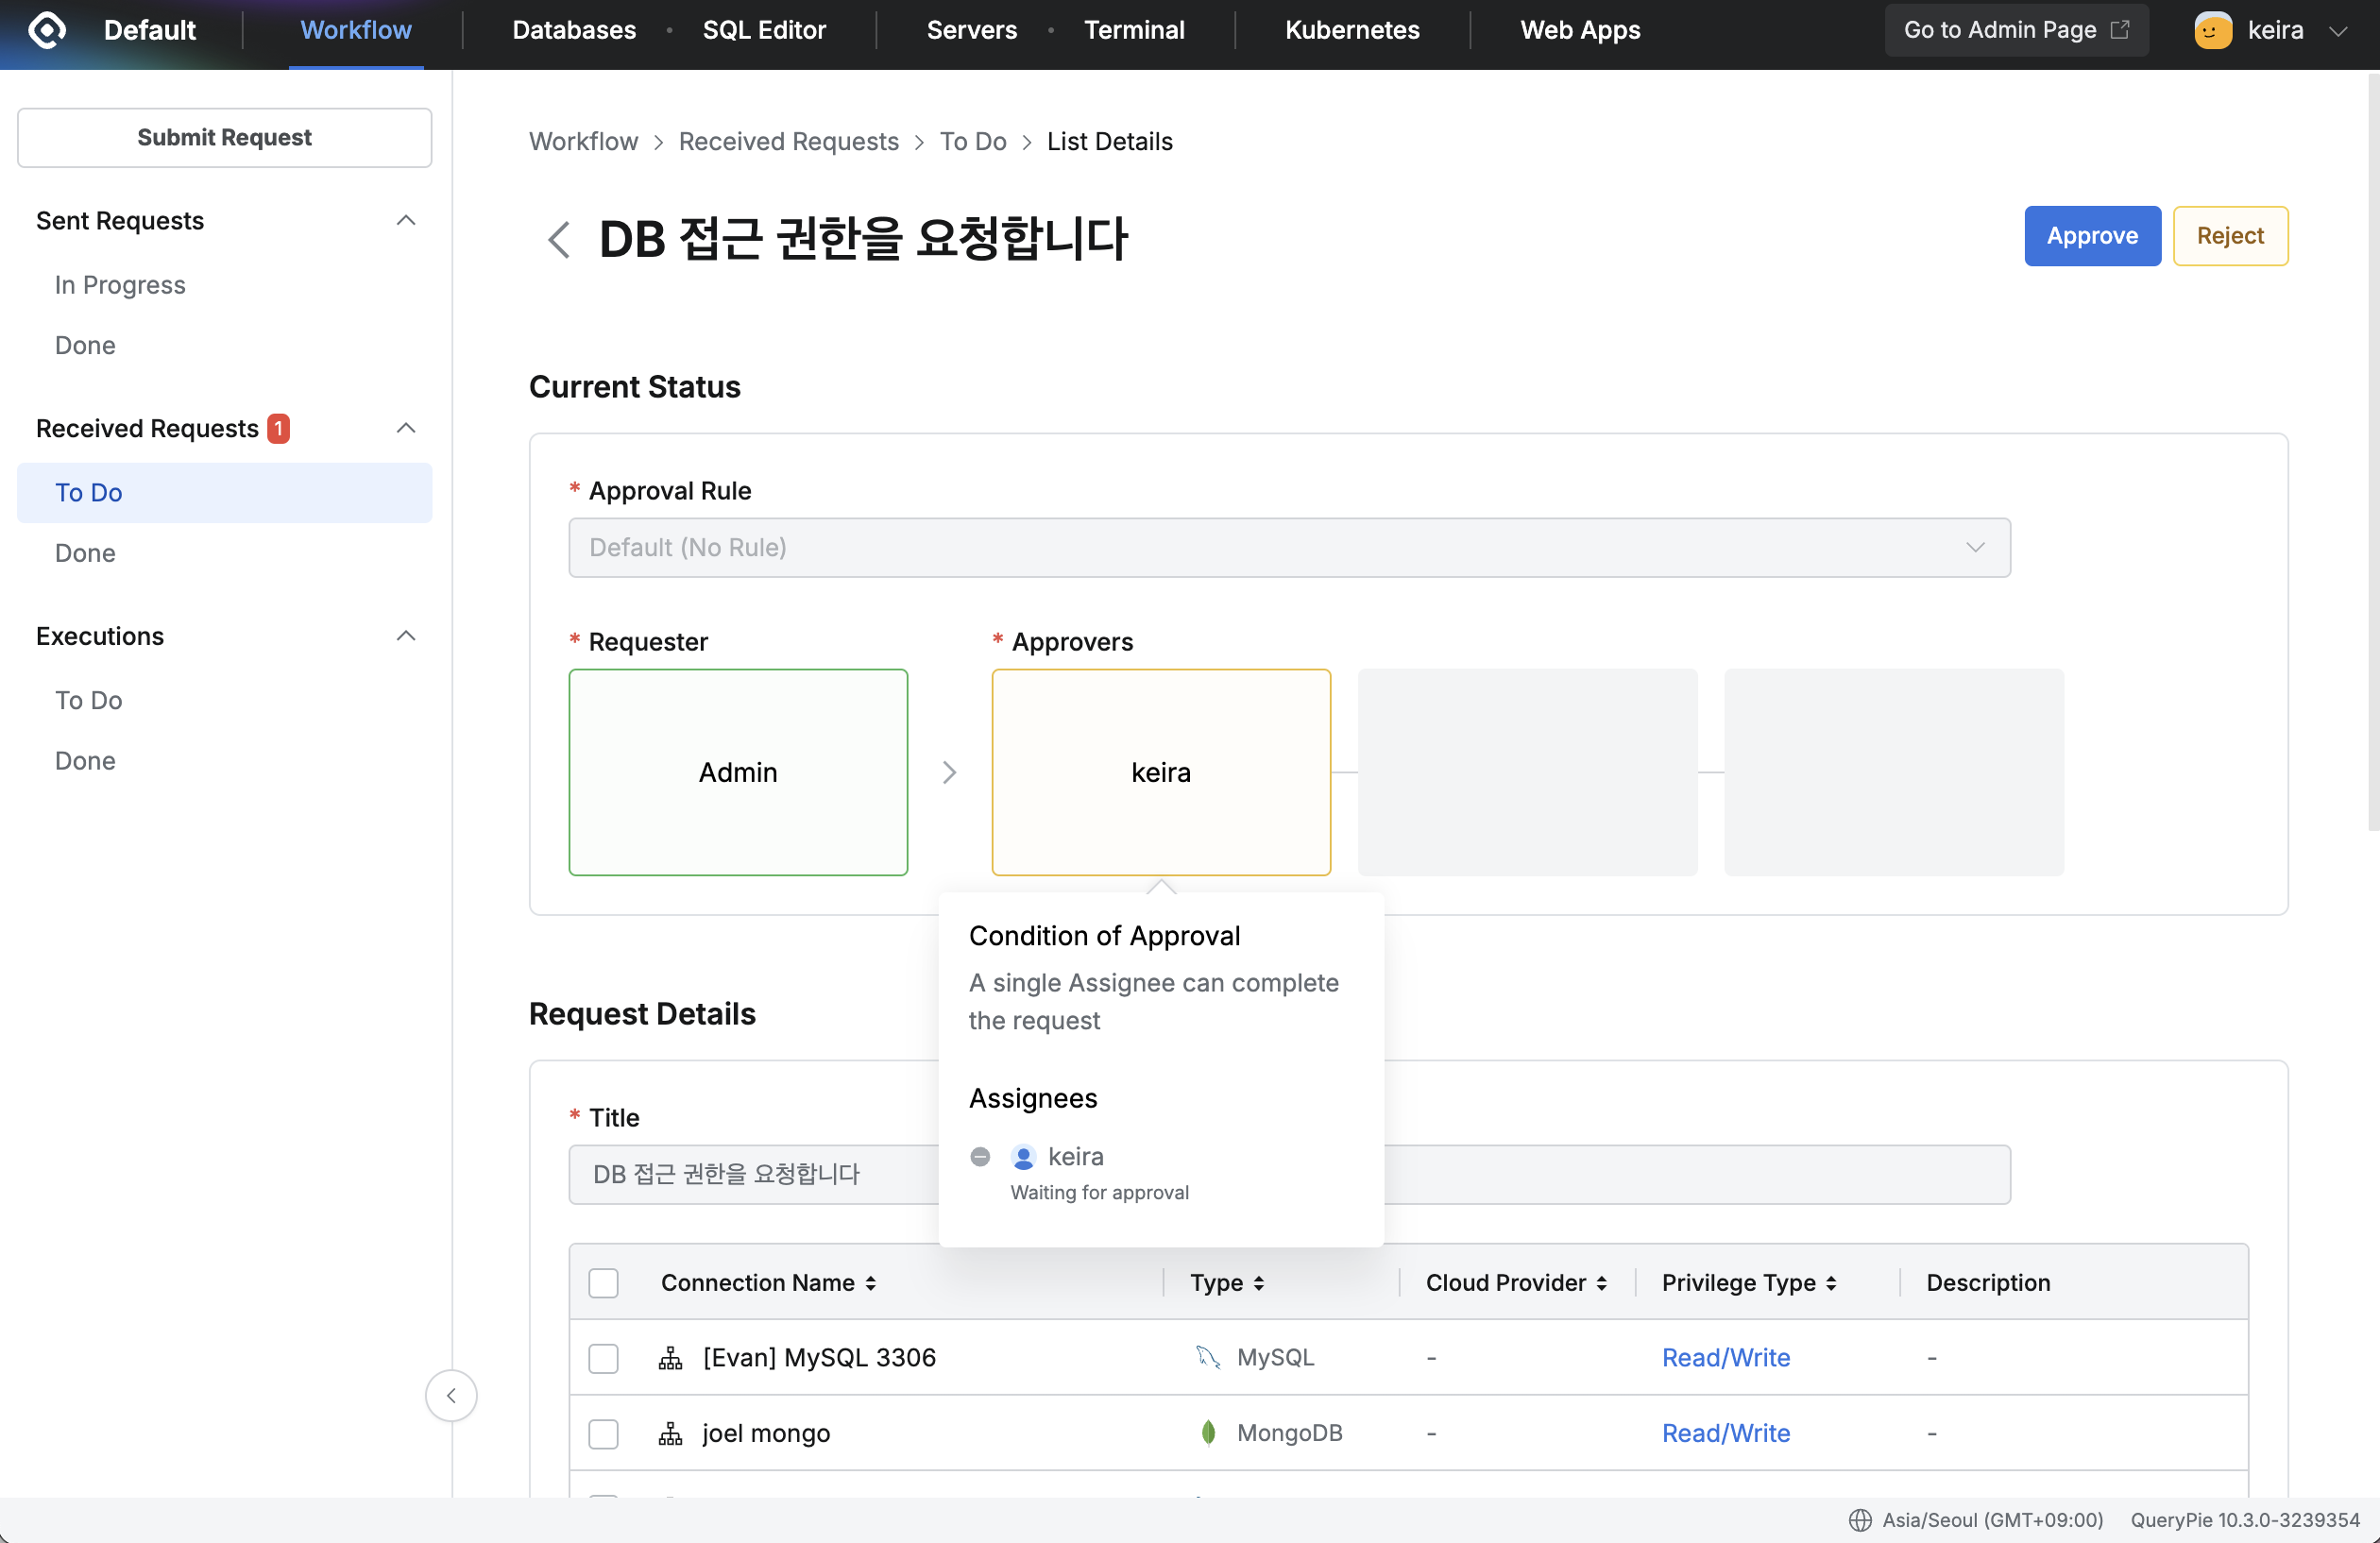 Default
Workflow
Databases • SQL Editor
Servers • Terminal
Kubernetes
Web Apps
Go to Admin Page
keira
Submit Request
Sent Requests
In Progress
Done
Received Requests 1
To Do
Done
Executions
To Do
Done
Workflow > Received Requests > To Do > List Details
DB 접근 권한을 요청합니다
Approve
Reject
Current Status
* Approval Rule
Default (No Rule)
* Requester
* Approvers
Admin
keira
Condition of Approval
A single Assignee can complete
the request
Assignees
keira
Waiting for approval
Request Details
* Title
DB 접근 권한을 요청합니다
Connection Name Type Cloud Provider Privilege Type Description
[Evan] MySQL 3306 MySQL - Read/Write -
joel mongo MongoDB - Read/Write -
Asia/Seoul (GMT+09:00) QueryPie 10.3.0-3239354